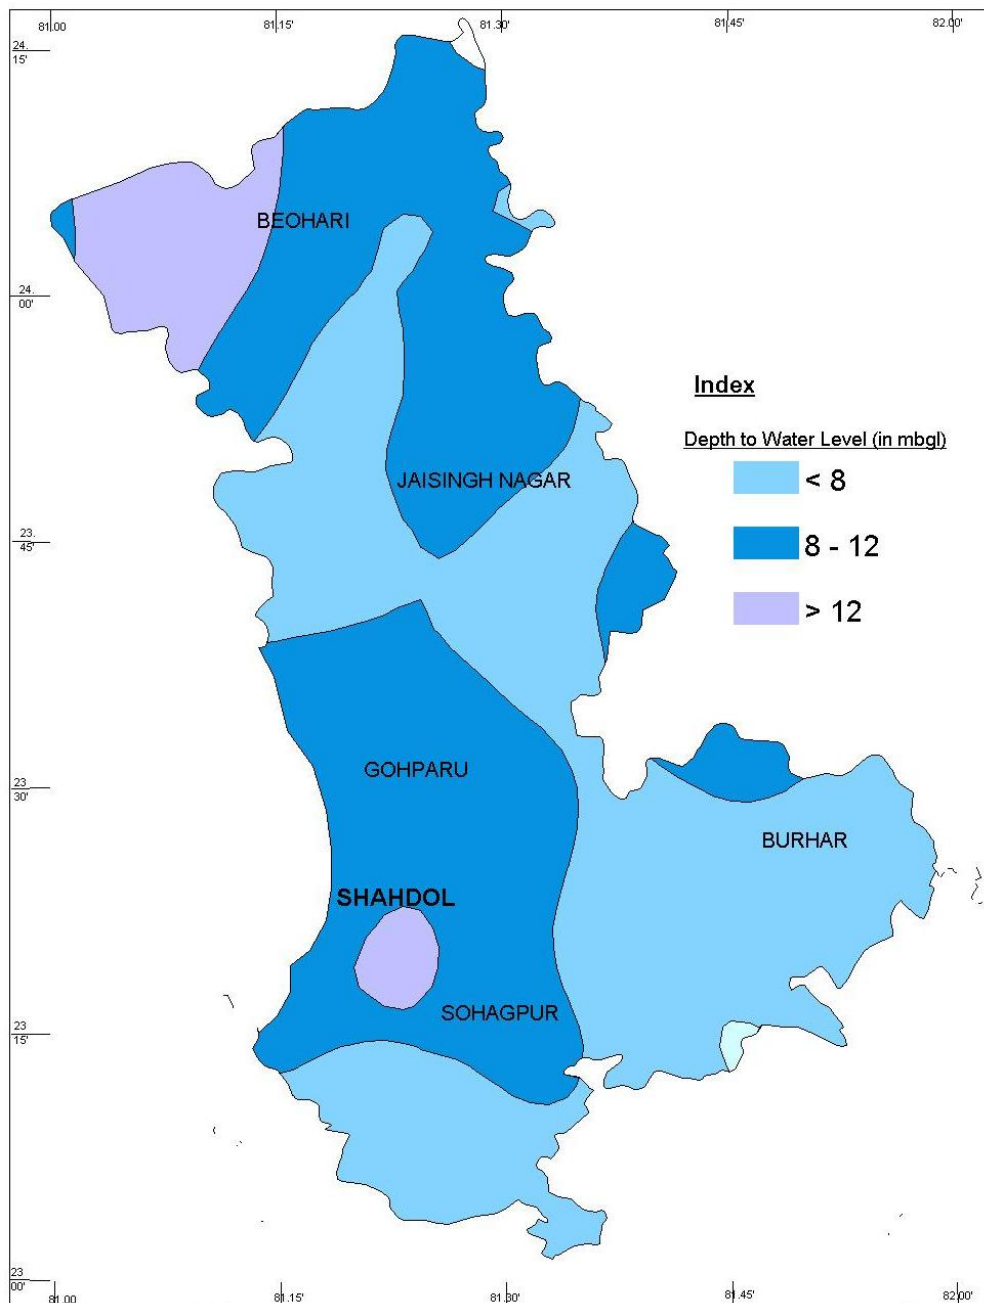 81.00 81.15' 81.30' 81.45' 82.00'
24.
15'
BEOHARI
24.
00'
Index
Depth to Water Level (in mbgl)
< 8
JAISINGH NAGAR
23.
45'
8 - 12
> 12
GOHPARU
23
30'
BURHAR
SHAHDOL
SOHAGPUR
23
15'
23
00'
81.00 81.15' 81.30' 81.45' 82.00'